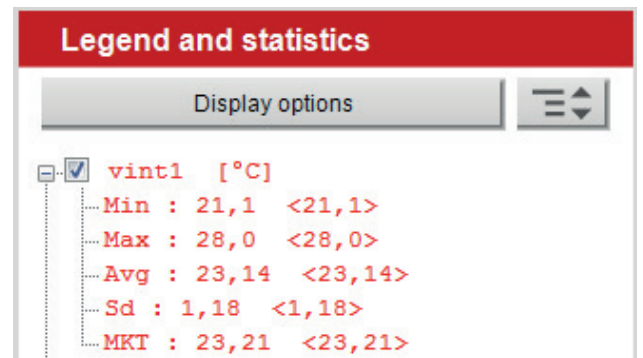 Legend and statistics
Display options
vint1 [°C]
Min : 21,1 <21,1>
Max : 28,0 <28,0>
Avg : 23,14 <23,14>
Sd : 1,18 <1,18>
MKT : 23,21 <23,21>